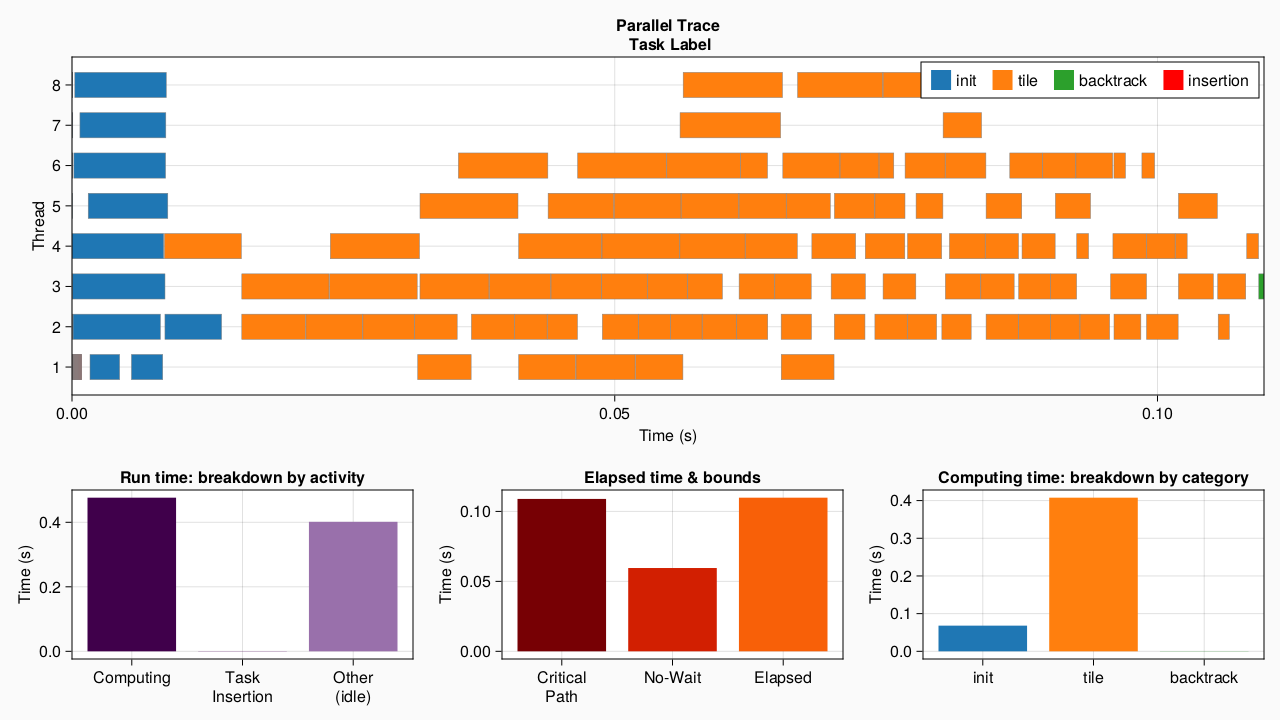 Parallel Trace
Task Label
init tile backtrack insertion
8
7
6
5
4
3
2
1
Thread
0.00 0.05 0.10
Time (s)
Run time: breakdown by activity
0.4
0.2
0.0
Time (s)
Computing Task Insertion Other (idle)
Elapsed time & bounds
0.10
0.05
0.00
Time (s)
Critical Path No-Wait Elapsed
Computing time: breakdown by category
0.4
0.3
0.2
0.1
0.0
Time (s)
init tile backtrack